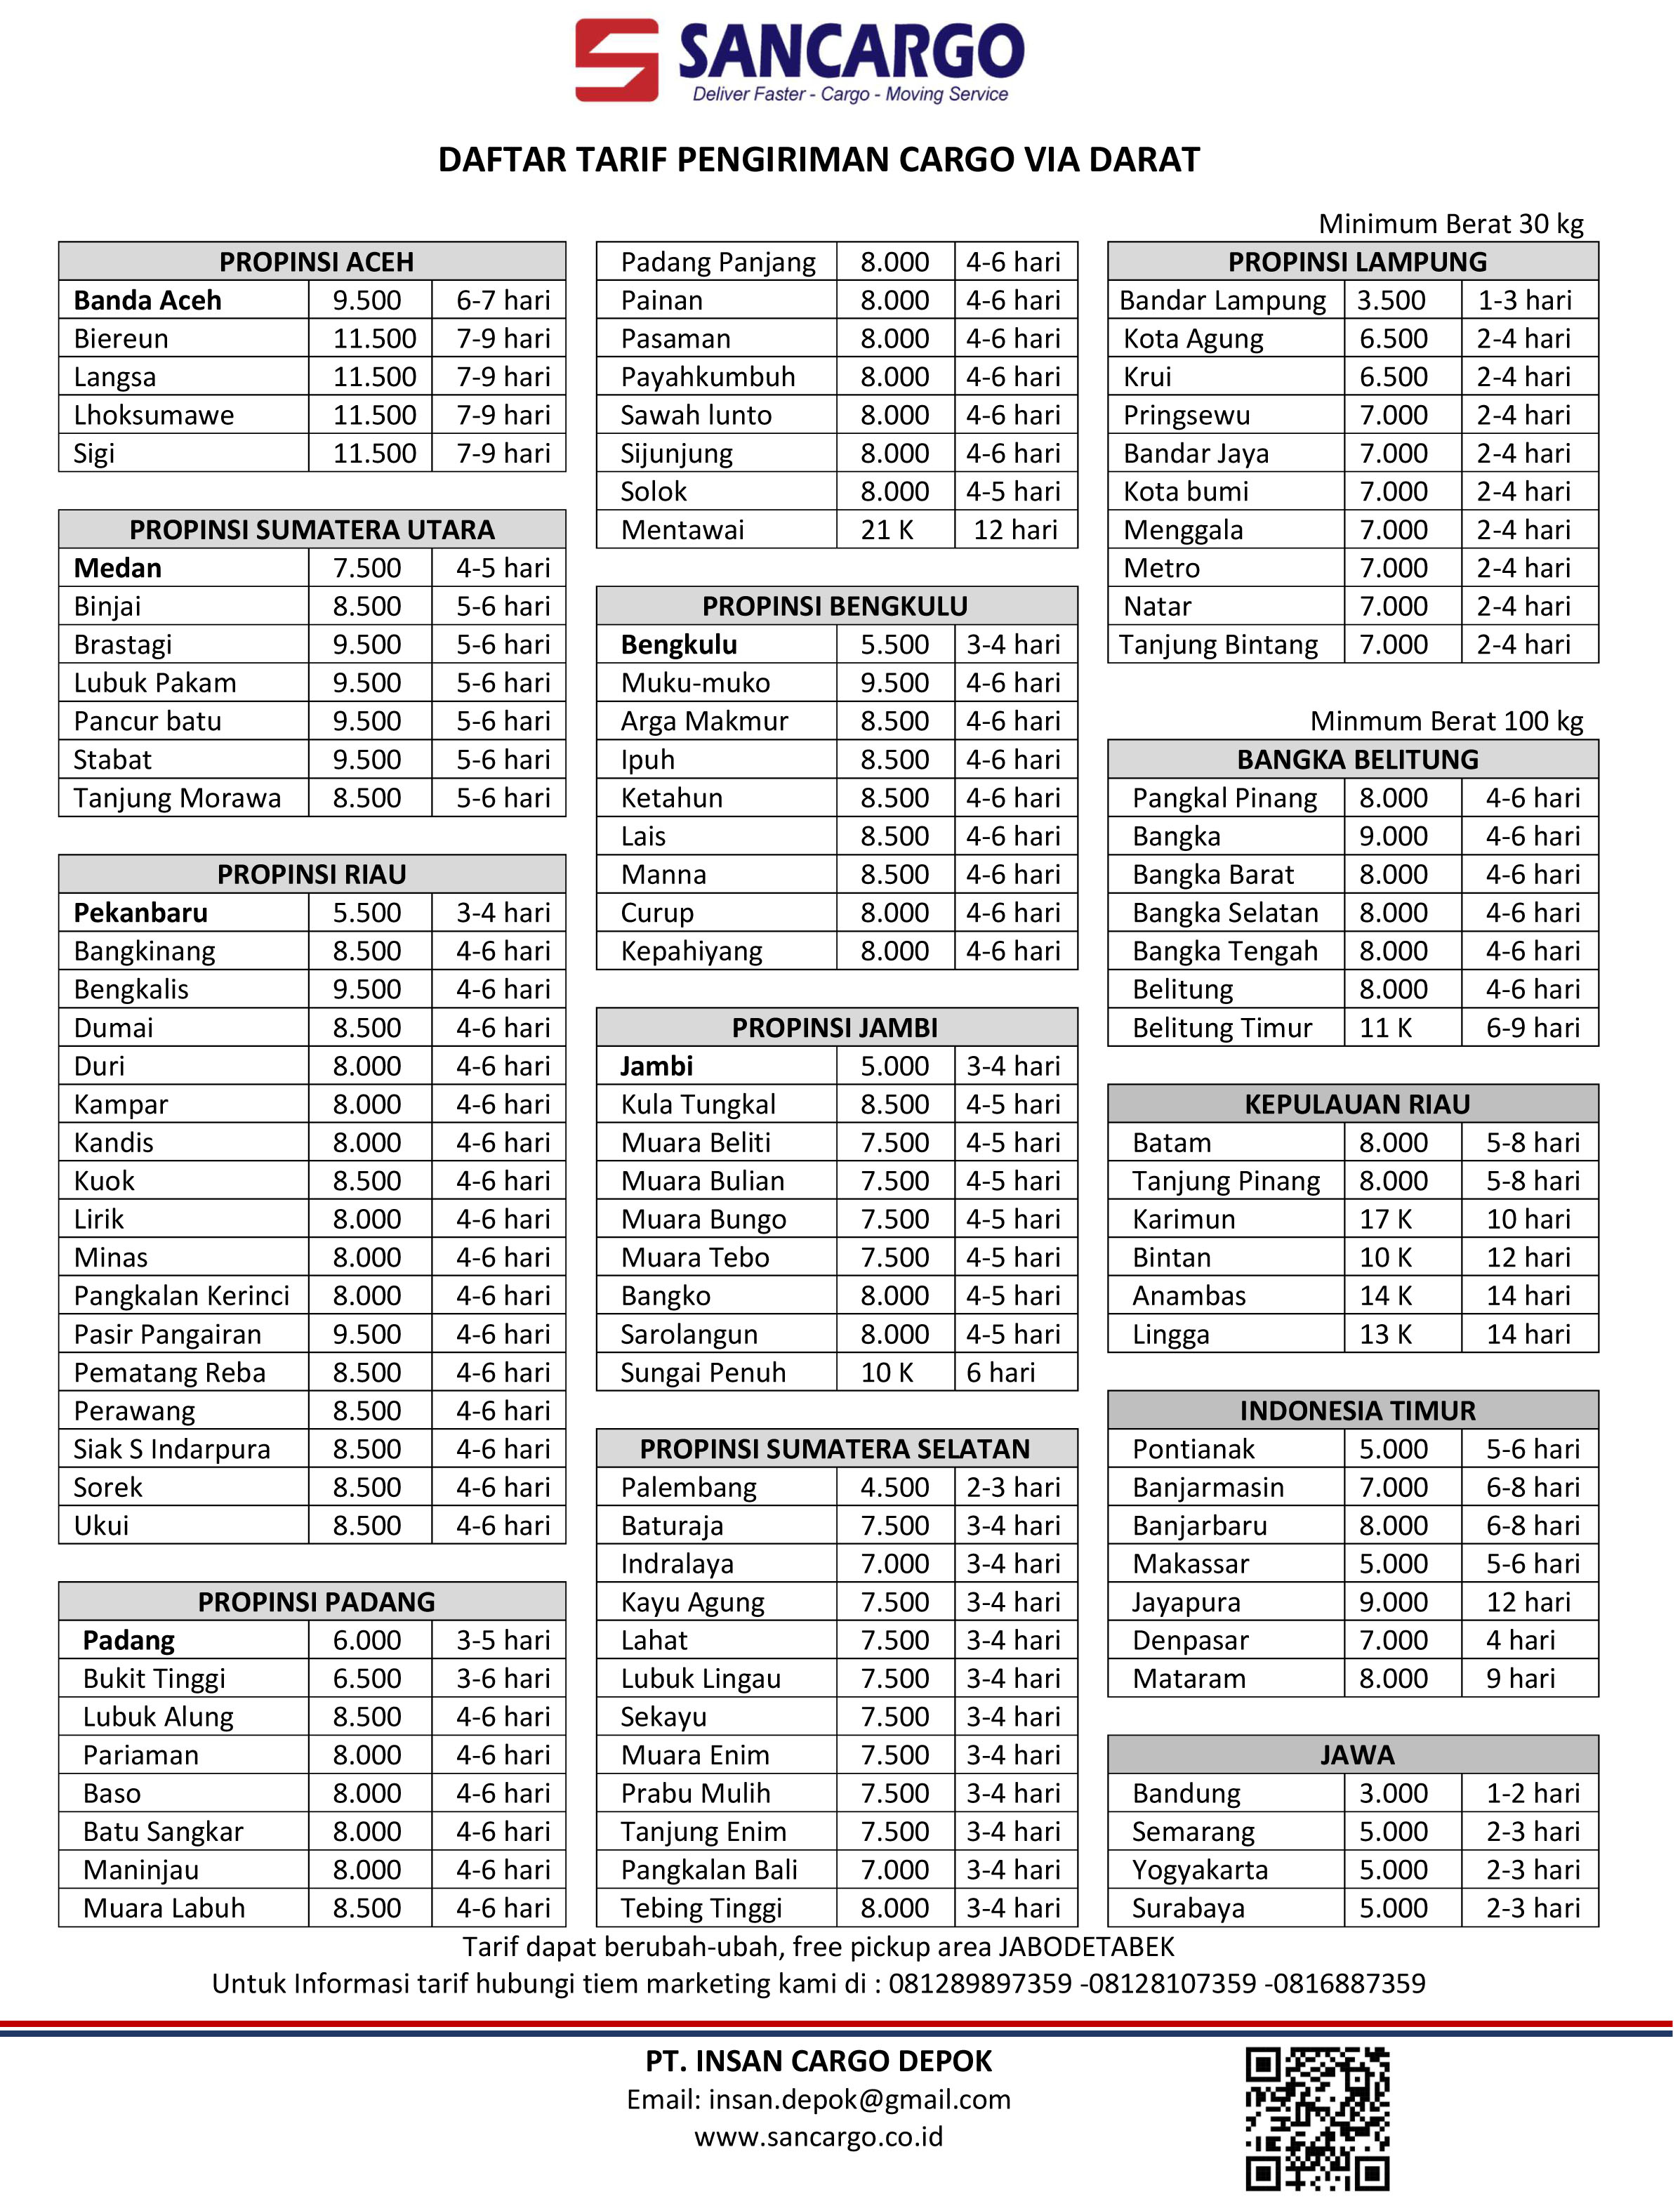 SANCARGO
Deliver Faster - Cargo - Moving Service
DAFTAR TARIF PENGIRIMAN CARGO VIA DARAT
PROPINSI ACEH
Banda Aceh 9.500 6-7 hari
Biereun 11.500 7-9 hari
Langsa 11.500 7-9 hari
Lhoksumawe 11.500 7-9 hari
Sigi 11.500 7-9 hari
PROPINSI SUMATERA UTARA
Medan 7.500 4-5 hari
Binjai 8.500 5-6 hari
Brastagi 9.500 5-6 hari
Lubuk Pakam 9.500 5-6 hari
Pancur batu 9.500 5-6 hari
Stabat 9.500 5-6 hari
Tanjung Morawa 8.500 5-6 hari
PROPINSI RIAU
Pekanbaru 5.500 3-4 hari
Bangkinang 8.500 4-6 hari
Bengkalis 9.500 4-6 hari
Dumai 8.500 4-6 hari
Duri 8.000 4-6 hari
Kampar 8.000 4-6 hari
Kandis 8.000 4-6 hari
Kuok 8.500 4-6 hari
Lirik 8.000 4-6 hari
Minas 8.000 4-6 hari
Pangkalan Kerinci 8.000 4-6 hari
Pasir Pangairan 9.500 4-6 hari
Pematang Reba 8.500 4-6 hari
Perawang 8.500 4-6 hari
Siak S Indarpura 8.500 4-6 hari
Sorek 8.500 4-6 hari
Ukui 8.500 4-6 hari
PROPINSI PADANG
Padang 6.000 3-5 hari
Bukit Tinggi 6.500 3-6 hari
Lubuk Alung 8.500 4-6 hari
Pariaman 8.000 4-6 hari
Baso 8.000 4-6 hari
Batu Sangkar 8.000 4-6 hari
Maninjau 8.000 4-6 hari
Muara Labuh 8.500 4-6 hari
Padang Panjang 8.000 4-6 hari
Painan 8.000 4-6 hari
Pasaman 8.000 4-6 hari
Payahkumbuh 8.000 4-6 hari
Sawah lunto 8.000 4-6 hari
Sijunjung 8.000 4-6 hari
Solok 8.000 4-5 hari
Mentawai 21 K 12 hari
PROPINSI BENGKULU
Bengkulu 5.500 3-4 hari
Muku-muko 9.500 4-6 hari
Arga Makmur 8.500 4-6 hari
Ipuh 8.500 4-6 hari
Ketahun 8.500 4-6 hari
Lais 8.500 4-6 hari
Manna 8.500 4-6 hari
Curup 8.000 4-6 hari
Kepahiyang 8.000 4-6 hari
PROPINSI JAMBI
Jambi 5.000 3-4 hari
Kula Tungkal 8.500 4-5 hari
Muara Beliti 7.500 4-5 hari
Muara Bulian 7.500 4-5 hari
Muara Bungo 7.500 4-5 hari
Muara Tebo 7.500 4-5 hari
Bangko 8.000 4-5 hari
Sarolangun 8.000 4-5 hari
Sungai Penuh 10 K 6 hari
PROPINSI SUMATERA SELATAN
Palembang 4.500 2-3 hari
Baturaja 7.500 3-4 hari
Indralaya 7.000 3-4 hari
Kayu Agung 7.500 3-4 hari
Lahat 7.500 3-4 hari
Lubuk Lingau 7.500 3-4 hari
Sekayu 7.500 3-4 hari
Muara Enim 7.500 3-4 hari
Prabu Mulih 7.500 3-4 hari
Tanjung Enim 7.500 3-4 hari
Pangkalan Bali 7.000 3-4 hari
Tebing Tinggi 8.000 3-4 hari
Minimum Berat 30 kg
PROPINSI LAMPUNG
Bandar Lampung 3.500 1-3 hari
Kota Agung 6.500 2-4 hari
Krui 6.500 2-4 hari
Pringsewu 7.000 2-4 hari
Bandar Jaya 7.000 2-4 hari
Kota bumi 7.000 2-4 hari
Menggala 7.000 2-4 hari
Metro 7.000 2-4 hari
Natar 7.000 2-4 hari
Tanjung Bintang 7.000 2-4 hari
Minmum Berat 100 kg
BANGKA BELITUNG
Pangkal Pinang 8.000 4-6 hari
Bangka 9.000 4-6 hari
Bangka Barat 8.000 4-6 hari
Bangka Selatan 8.000 4-6 hari
Bangka Tengah 8.000 4-6 hari
Belitung 8.000 4-6 hari
Belitung Timur 11 K 6-9 hari
KEPULAUAN RIAU
Batam 8.000 5-8 hari
Tanjung Pinang 8.000 5-8 hari
Karimun 17 K 10 hari
Bintan 10 K 12 hari
Anambas 14 K 14 hari
Lingga 13 K 14 hari
INDONESIA TIMUR
Pontianak 5.000 5-6 hari
Banjarmasin 7.000 6-8 hari
Banjarbaru 8.000 6-8 hari
Makassar 5.000 5-6 hari
Jayapura 9.000 12 hari
Denpasar 7.000 4 hari
Mataram 8.000 9 hari
JAWA
Bandung 3.000 1-2 hari
Semarang 5.000 2-3 hari
Yogyakarta 5.000 2-3 hari
Surabaya 5.000 2-3 hari
Tarif dapat berubah-ubah, free pickup area JABODETABEK
Untuk Informasi tarif hubungi tiem marketing kami di : 081289897359 -08128107359 -0816887359
PT. INSAN CARGO DEPOK
Email: insan.depok@gmail.com
www.sancargo.co.id